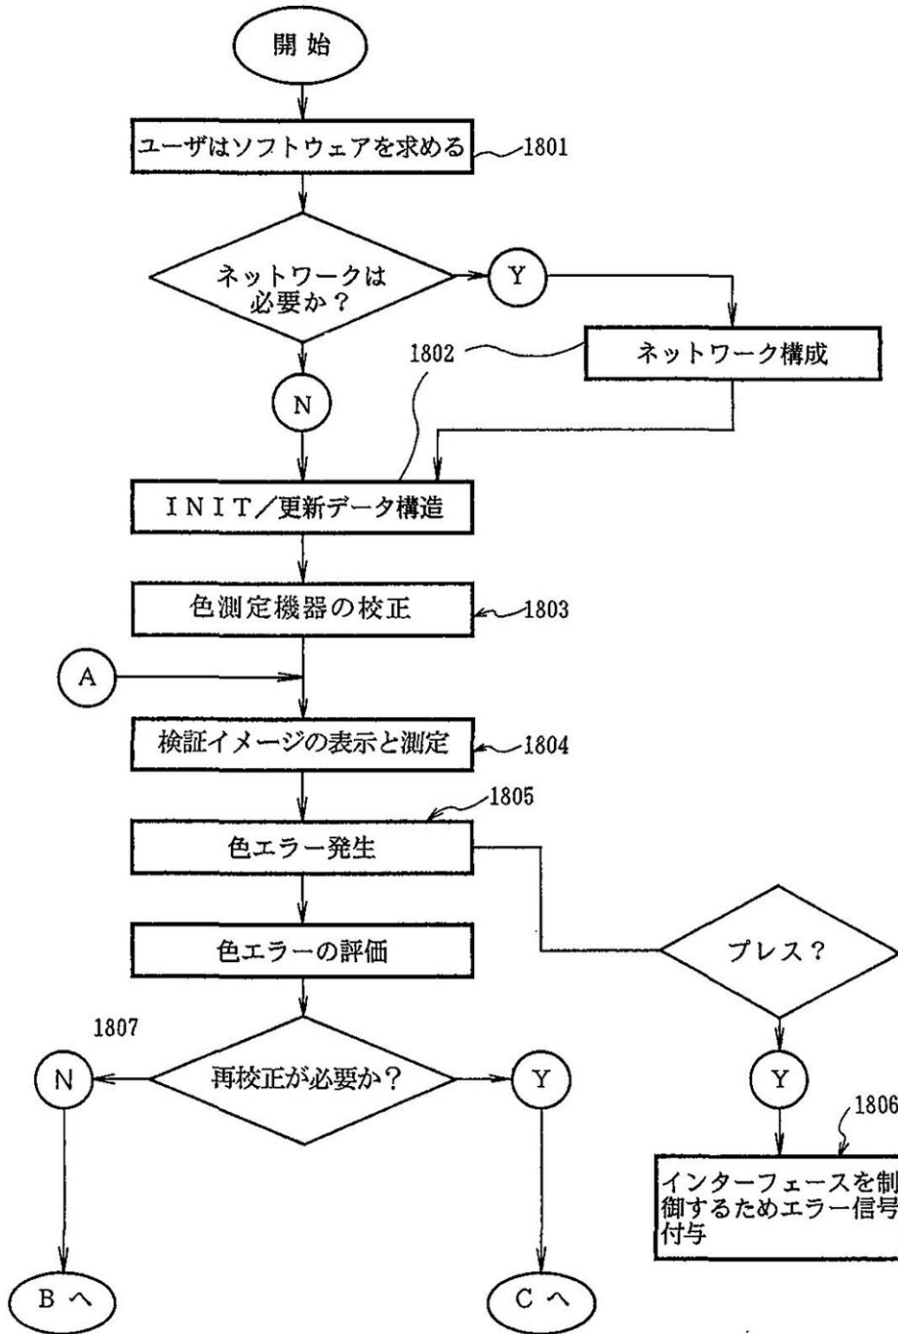 開始
ユーザはソフトウェアを求める
1801
ネットワークは
必要か？
Y
1802
ネットワーク構成
N
ＩＮＩＴ／更新データ構造
色測定機器の校正
1803
A
検証イメージの表示と測定
1804
1805
色エラー発生
色エラーの評価
プレス？
1807
N
再校正が必要か？
Y
Y
1806
インターフェースを制
御するためエラー信号
付与
B へ
C へ